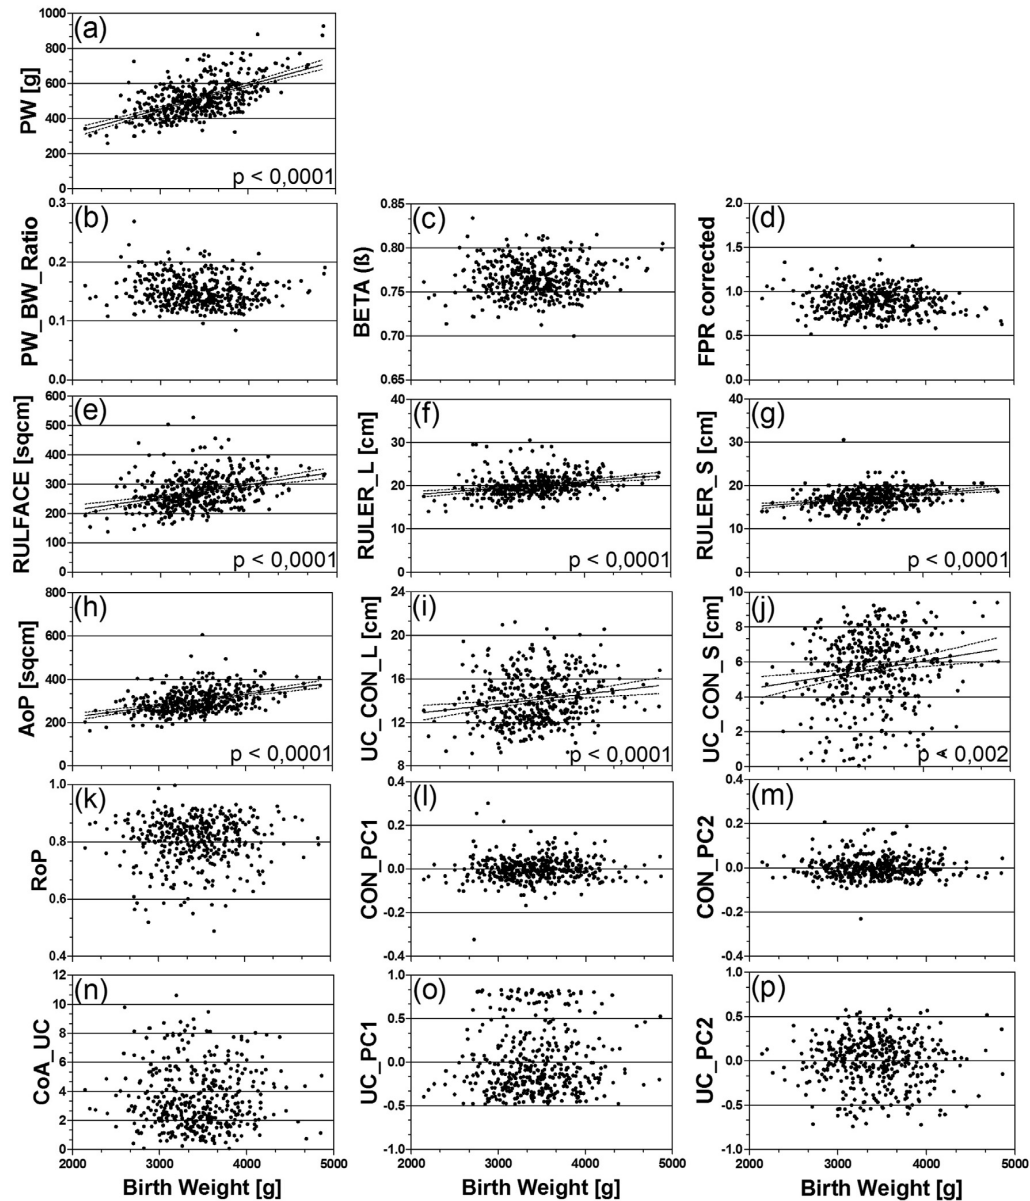 (a)
PW [g]
1000
800
600
400
200
0
p < 0,0001
(b)
PW_BW_Ratio
0.3
0.2
0.1
0.0
(c)
BETA (ß)
0.85
0.80
0.75
0.70
0.65
(d)
FPR corrected
2.0
1.5
1.0
0.5
0.0
(e)
RULFACE [sqcm]
600
500
400
300
200
100
0
p < 0,0001
(f)
RULER_L [cm]
40
30
20
10
0
p < 0,0001
(g)
RULER_S [cm]
40
30
20
10
0
p < 0,0001
(h)
AoP [sqcm]
800
600
400
200
0
p < 0,0001
(i)
UC_CON_L [cm]
24
20
16
12
8
p < 0,0001
(j)
UC_CON_S [cm]
10
8
6
4
2
0
p < 0,002
(k)
RoP
1.0
0.8
0.6
0.4
(l)
CON_PC1
0.4
0.2
0.0
-0.2
-0.4
(m)
CON_PC2
0.4
0.2
0.0
-0.2
-0.4
(n)
CoA_UC
12
10
8
6
4
2
0
2000 3000 4000 5000
Birth Weight [g]
(o)
UC_PC1
1.0
0.5
0.0
-0.5
-1.0
2000 3000 4000 5000
Birth Weight [g]
(p)
UC_PC2
1.0
0.5
0.0
-0.5
-1.0
2000 3000 4000 5000
Birth Weight [g]